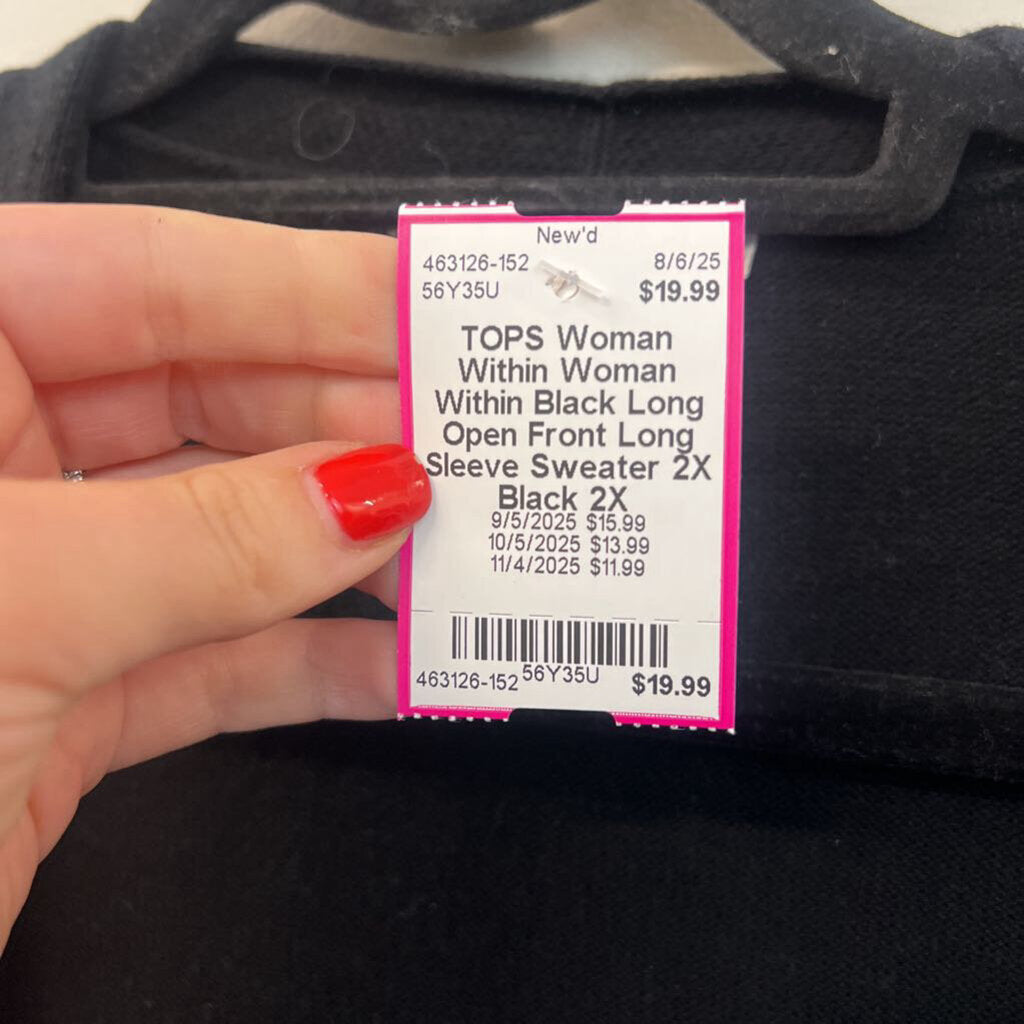 New'd
463126-152 8/6/25
56Y35U $19.99
TOPS Woman
Within Woman
Within Black Long
Open Front Long
Sleeve Sweater 2X
Black 2X
9/5/2025 $15.99
10/5/2025 $13.99
11/4/2025 $11.99
463126-152 56Y35U $19.99